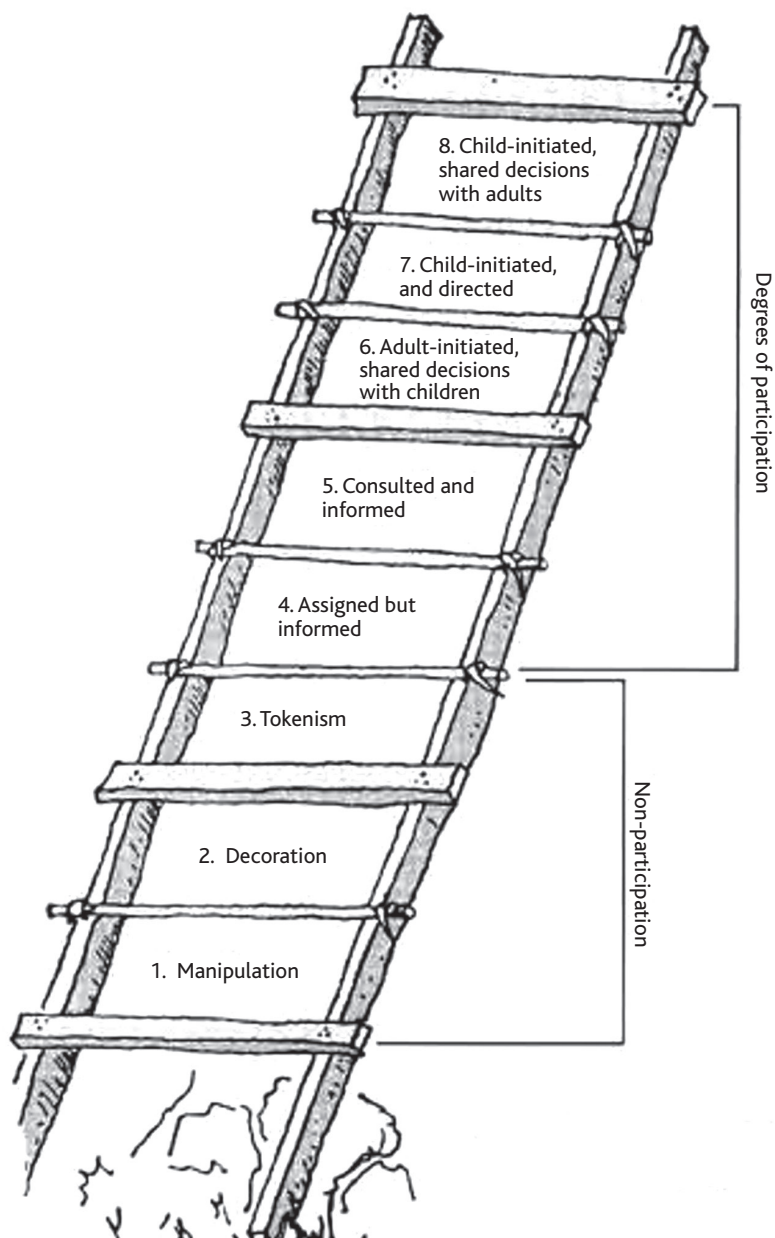 8. Child-initiated,
shared decisions
with adults
7. Child-initiated,
and directed
6. Adult-initiated,
shared decisions
with children
5. Consulted and
informed
4. Assigned but
informed
3. Tokenism
2. Decoration
1. Manipulation
Degrees of participation
Non-participation